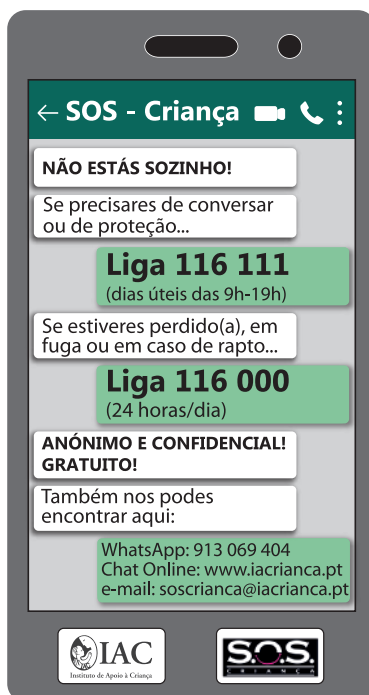 SOS - Criança
NÃO ESTÁS SOZINHO!
Se precisares de conversar
ou de proteção...
Liga 116 111
(dias úteis das 9h-19h)
Se estiveres perdido(a), em
fuga ou em caso de rapto...
Liga 116 000
(24 horas/dia)
ANÓNIMO E CONFIDENCIAL!
GRATUITO!
Também nos podes
encontrar aqui:
WhatsApp: 913 069 404
Chat Online: www.iacrianca.pt
e-mail: soscrianca@iacrianca.pt
IAC
Instituto de Apoio à Criança
S.O.S.
CRIANÇA